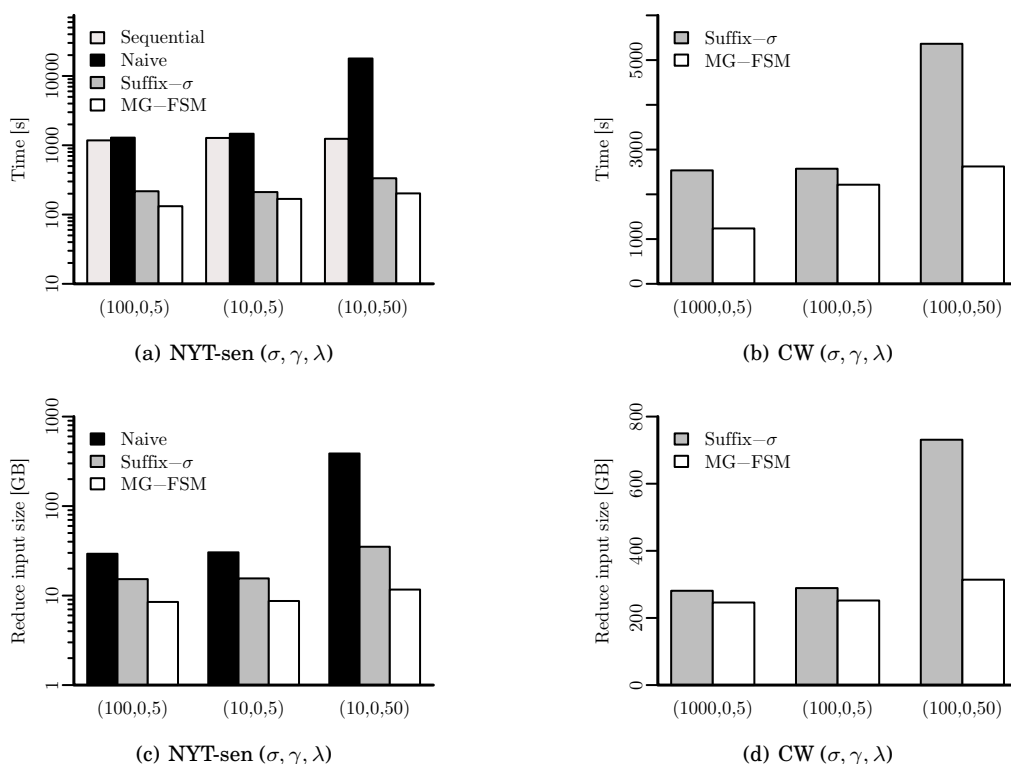 Time [s]
10 100 1000 10000
Sequential
Naive
Suffix−σ
MG−FSM
(100,0,5) (10,0,5) (10,0,50)
(a) NYT-sen (σ, γ, λ)
Time [s]
0 1000 3000 5000
Suffix−σ
MG−FSM
(1000,0,5) (100,0,5) (100,0,50)
(b) CW (σ, γ, λ)
Reduce input size [GB]
1 10 100 1000
Naive
Suffix−σ
MG−FSM
(100,0,5) (10,0,5) (10,0,50)
(c) NYT-sen (σ, γ, λ)
Reduce input size [GB]
0 200 400 600 800
Suffix−σ
MG−FSM
(1000,0,5) (100,0,5) (100,0,50)
(d) CW (σ, γ, λ)